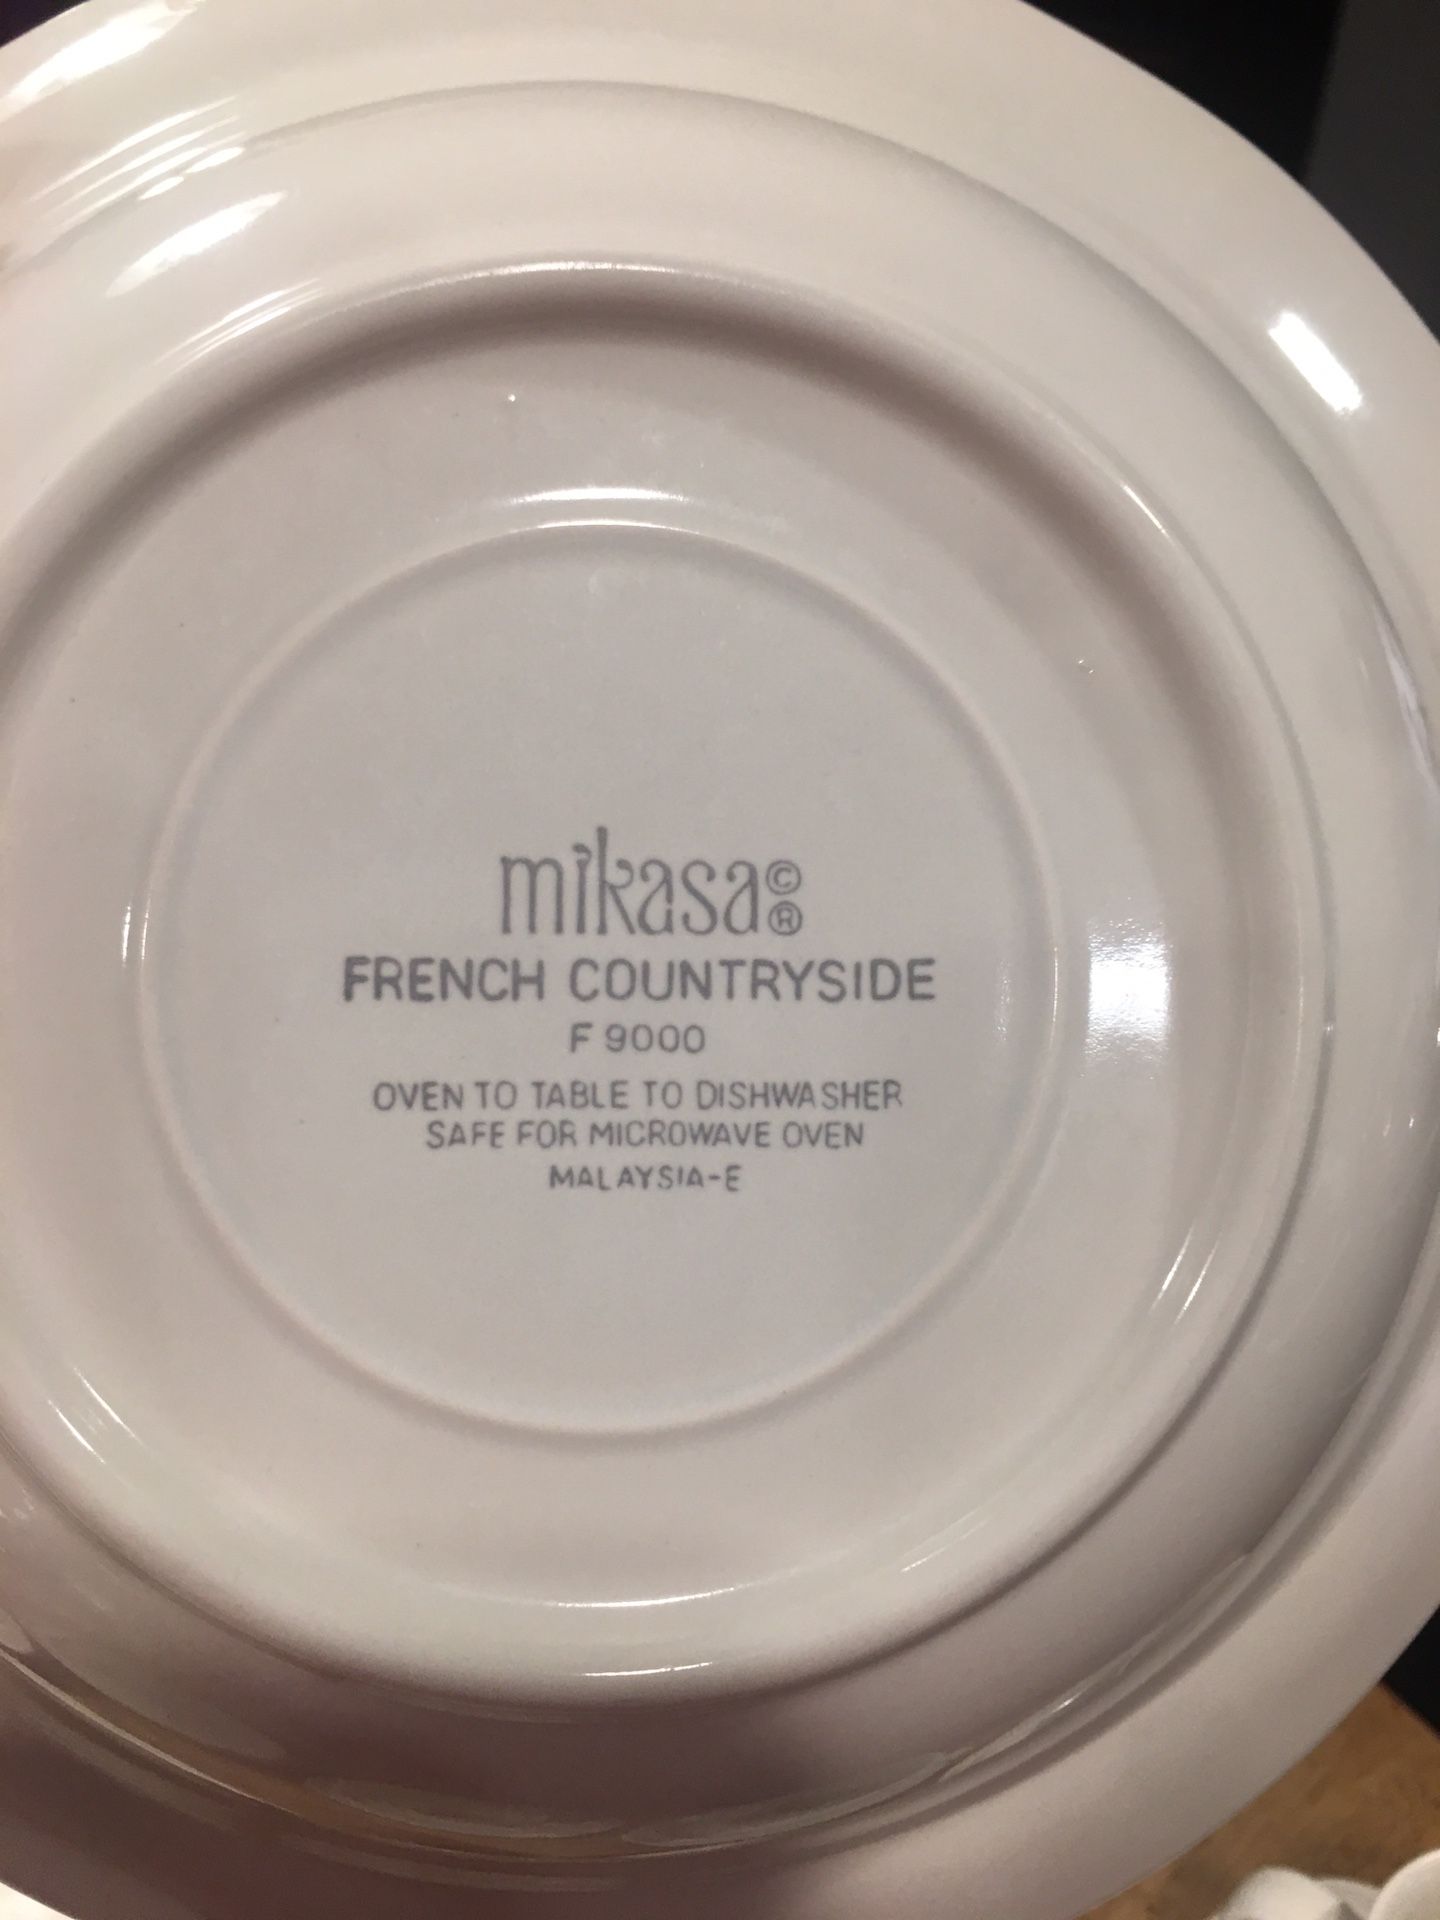 mikasa©®
FRENCH COUNTRYSIDE
F 9000
OVEN TO TABLE TO DISHWASHER
SAFE FOR MICROWAVE OVEN
MALAYSIA-E